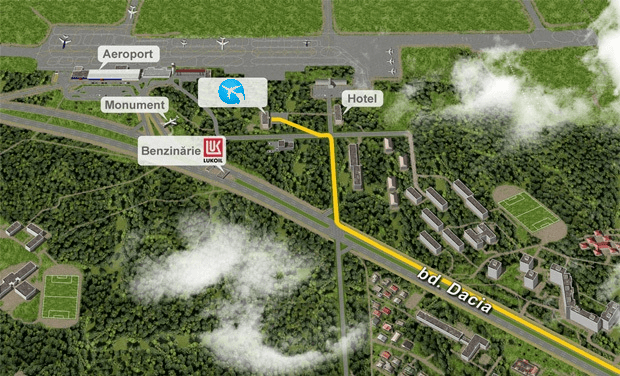 Aeroport
Monument
Hotel
Benzinărie
LUKOIL
bd. Dacia